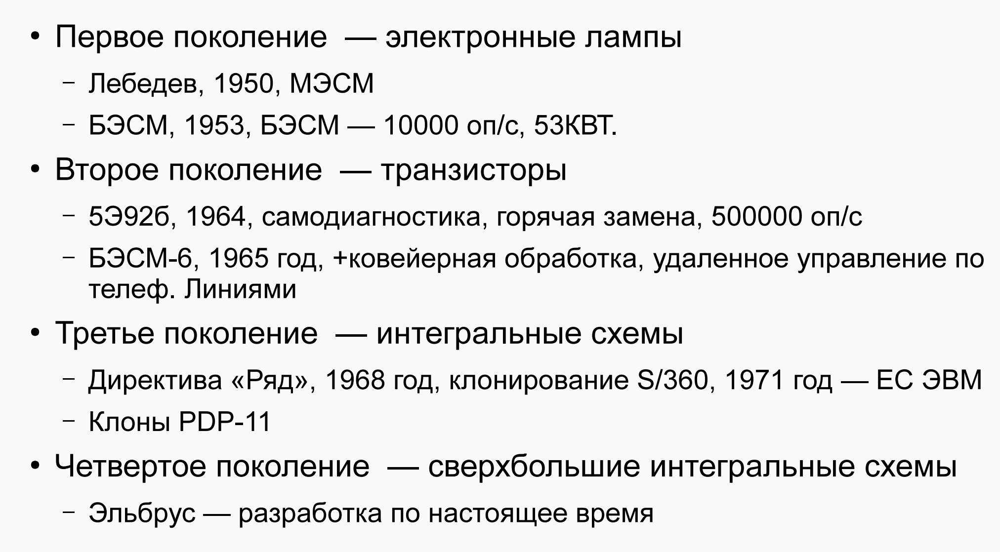 • Первое поколение — электронные лампы
– Лебедев, 1950, МЭСМ
– БЭСМ, 1953, БЭСМ — 10000 оп/с, 53КВТ.
• Второе поколение — транзисторы
– 5Э92б, 1964, самодиагностика, горячая замена, 500000 оп/с
– БЭСМ-6, 1965 год, +ковейерная обработка, удаленное управление по
телеф. Линиями
• Третье поколение — интегральные схемы
– Директива «Ряд», 1968 год, клонирование S/360, 1971 год — ЕС ЭВМ
– Клоны PDP-11
• Четвертое поколение — сверхбольшие интегральные схемы
– Эльбрус — разработка по настоящее время